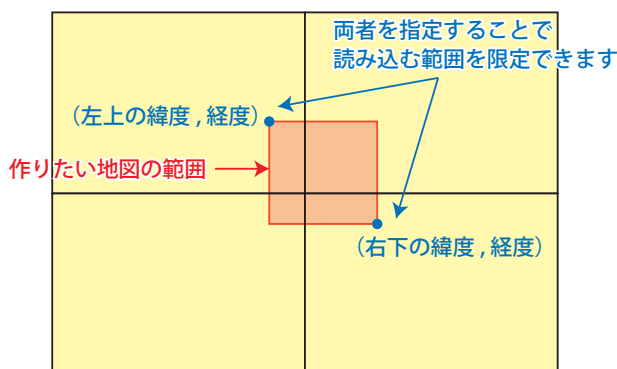 両者を指定することで
読み込む範囲を限定できます
（左上の緯度 , 経度）
作りたい地図の範囲
（右下の緯度 , 経度）